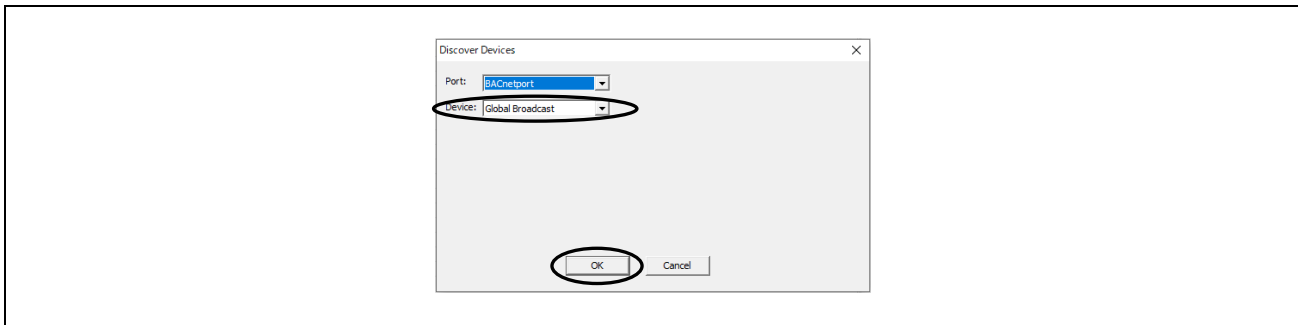 Discover Devices
Port: BACnetport
Device: Global Broadcast
OK Cancel